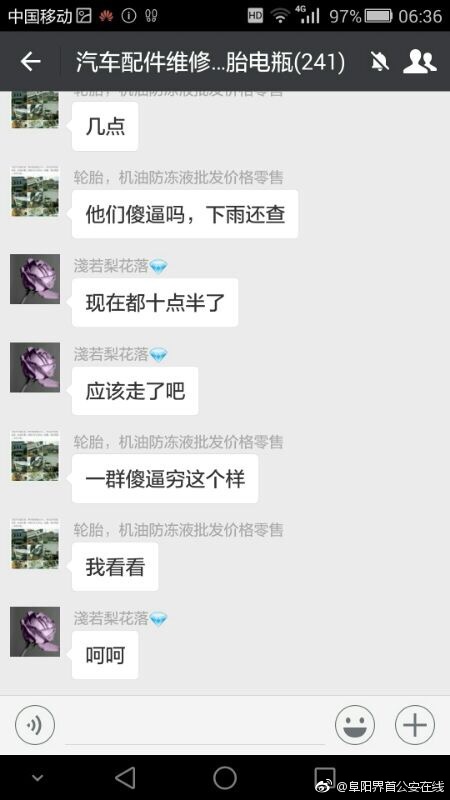 中国移动
HD 4G 97% 06:36
汽车配件维修...胎电瓶(241)
轮胎，机油防冻液批发价格零售
几点
轮胎，机油防冻液批发价格零售
他们傻逼吗，下雨还查
淺若梨花落
现在都十点半了
淺若梨花落
应该走了吧
轮胎，机油防冻液批发价格零售
一群傻逼穷这个样
轮胎，机油防冻液批发价格零售
我看看
淺若梨花落
呵呵
@阜阳界首公安在线